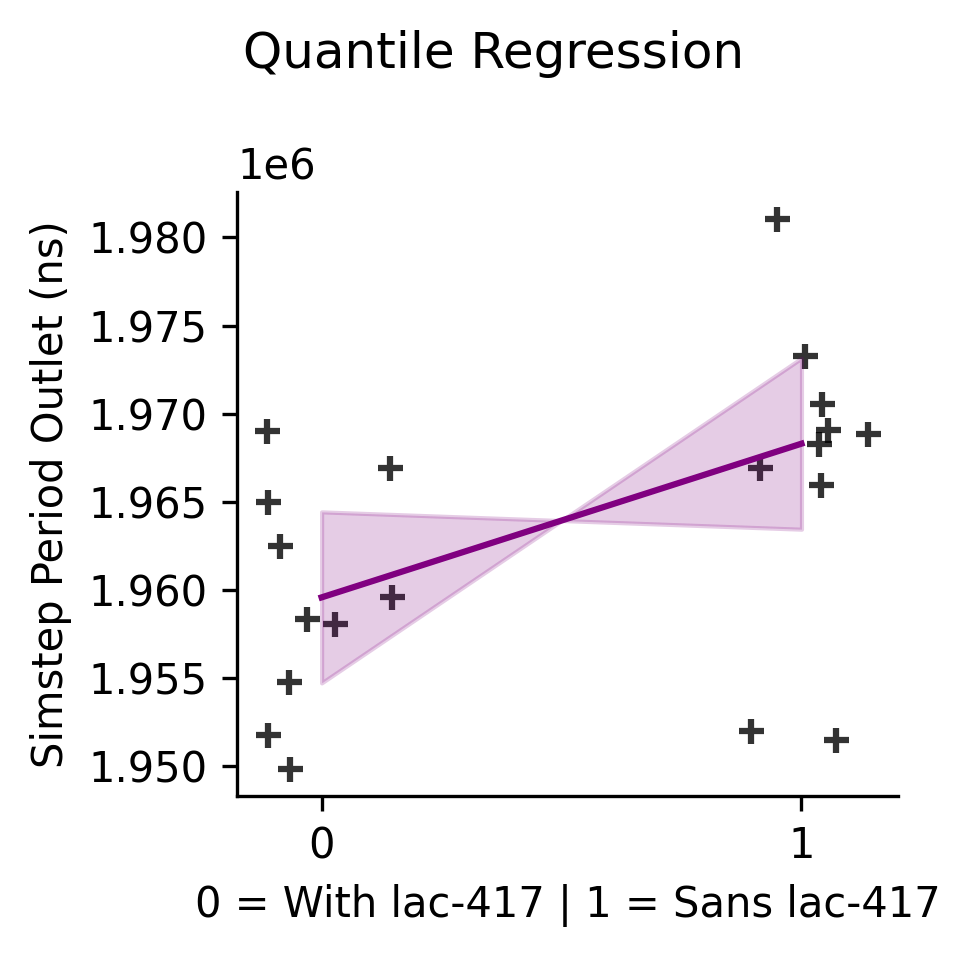 Quantile Regression
1e6
Simstep Period Outlet (ns)
1.980
1.975
1.970
1.965
1.960
1.955
1.950
0 1
0 = With lac-417 | 1 = Sans lac-417